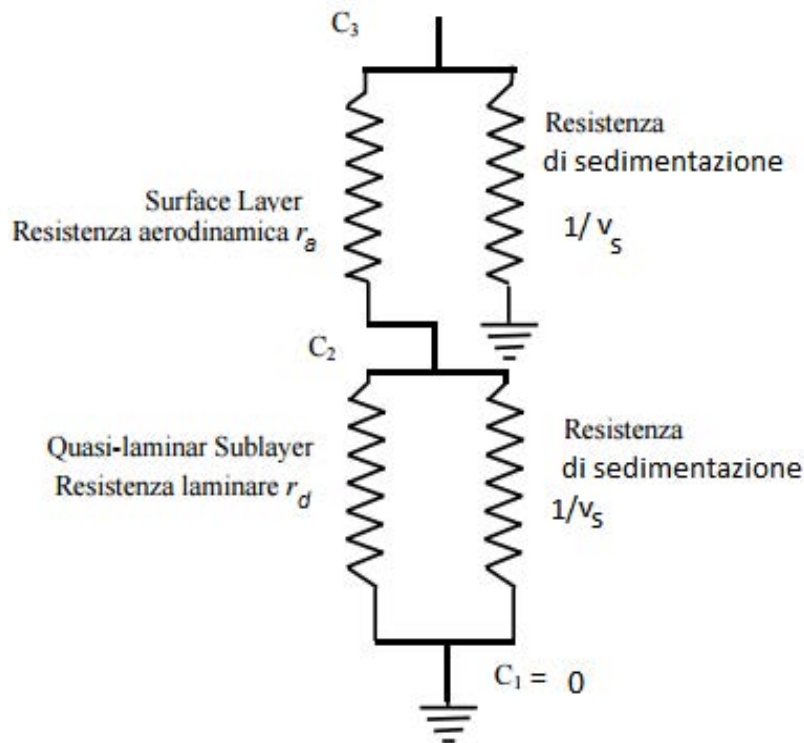 C₃
Resistenza
di sedimentazione
1/ vₛ
Surface Layer
Resistenza aerodinamica rₐ
C₂
Quasi-laminar Sublayer
Resistenza laminare r_d
Resistenza
di sedimentazione
1/vₛ
C₁ = 0